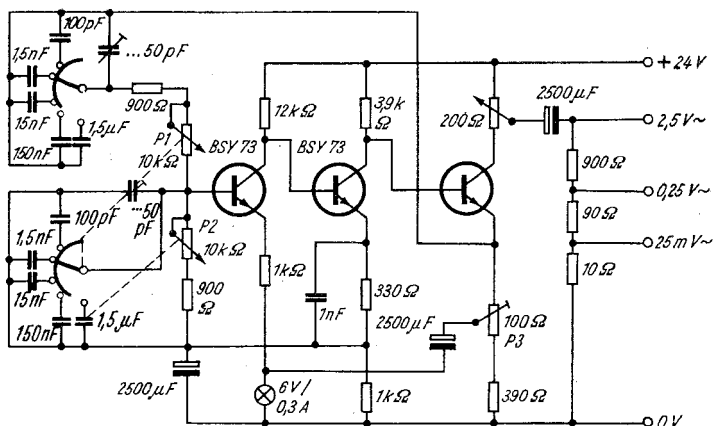 100pF
...50 pF
1,5nF
15nF
150nF
1,5µF
900Ω
P1
10kΩ
BSY 73
12kΩ
3,9k
Ω
BSY 73
200Ω
2500µF
+24V
2,5V~
900Ω
0,25V~
90Ω
25mV~
10Ω
100pF
...50
pF
1,5nF
15nF
150nF
1,5µF
P2
10kΩ
900
Ω
1kΩ
1nF
330Ω
2500µF
100Ω
P3
2500µF
6V/
0,3A
1kΩ
390Ω
0V